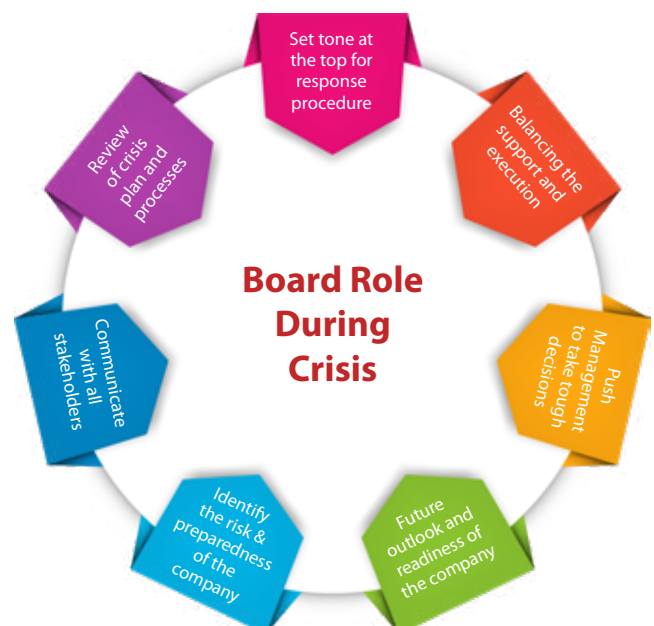 Set tone at
the top for
response
procedure
Balancing the
support and
execution
Push
Management
to take tough
decisions
Future
outlook and
readiness of
the company
Identify
the risk &
preparedness
of the
company
Communicate
with all
stakeholders
Review
of crisis
plan and
processes
Board Role
During
Crisis